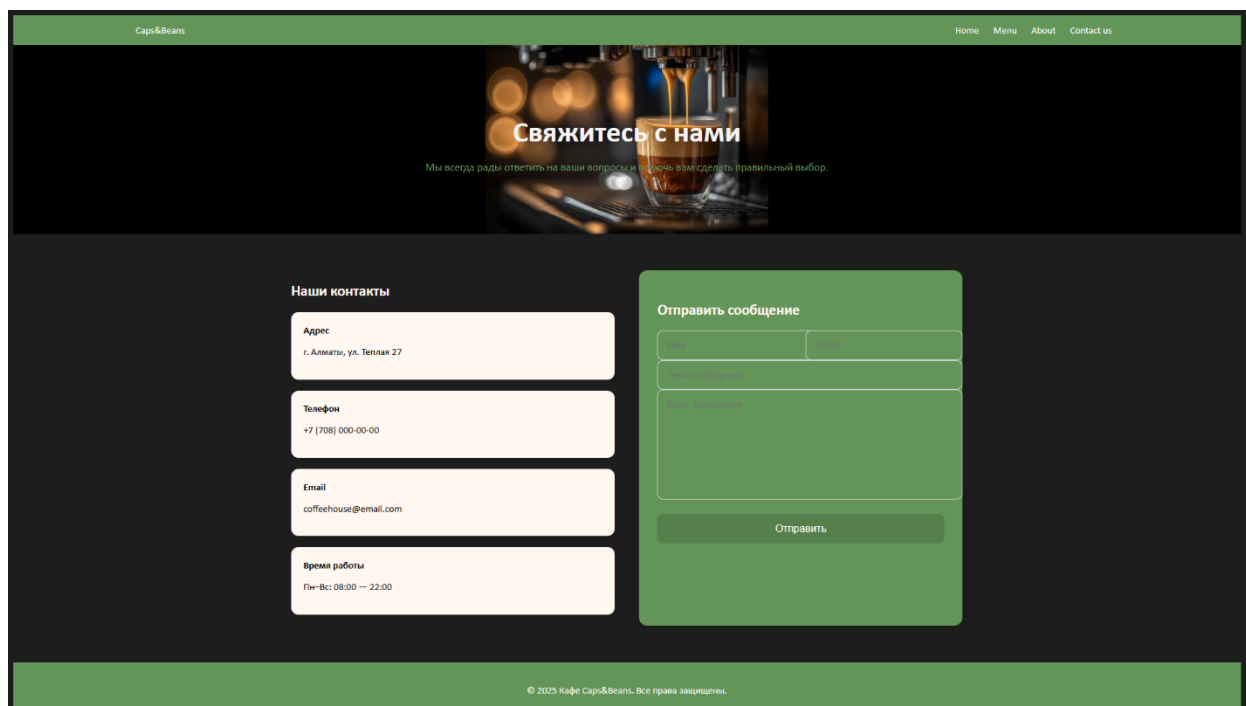 Caps&Beans
Home Menu About Contact us
Свяжитесь с нами
Мы всегда рады ответить на ваши вопросы и помочь вам сделать правильный выбор.
Наши контакты
Адрес
г. Алматы, ул. Теплая 27
Телефон
+7 (708) 000-00-00
Email
coffeehouse@email.com
Время работы
Пн–Вс: 08:00 — 22:00
Отправить сообщение
Имя Email
Тема сообщения
сообщение
Отправить
© 2025 Кафе Caps&Beans. Все права защищены.